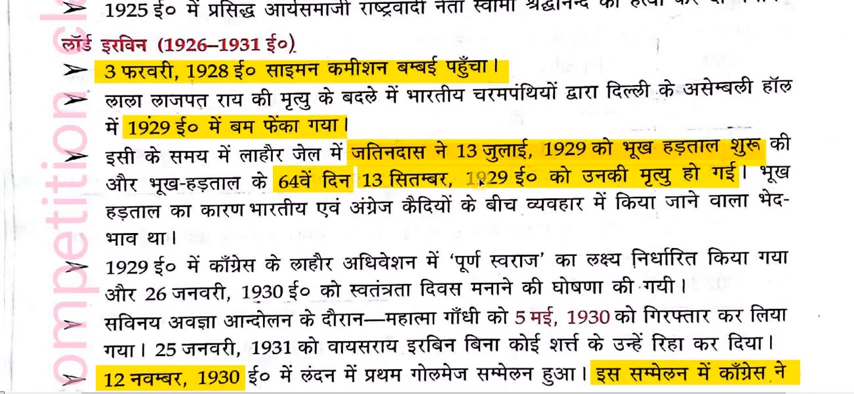 1925 ई० में प्रसिद्ध आर्यसमाजी राष्ट्रवादी नेता स्वामी श्रद्धानन्द की हत्या कर दी
लॉर्ड इरविन (1926–1931 ई०)
➤ 3 फरवरी, 1928 ई० साइमन कमीशन बम्बई पहुँचा।
➤ लाला लाजपत राय की मृत्यु के बदले में भारतीय चरमपंथियों द्वारा दिल्ली के असेम्बली हॉल
में 1929 ई० में बम फेंका गया।
➤ इसी के समय में लाहौर जेल में जतिनदास ने 13 जुलाई, 1929 को भूख हड़ताल शुरू की
और भूख-हड़ताल के 64वें दिन 13 सितम्बर, 1929 ई० को उनकी मृत्यु हो गई। भूख
हड़ताल का कारण भारतीय एवं अंग्रेज कैदियों के बीच व्यवहार में किया जाने वाला भेद-
भाव था।
➤ 1929 ई० में काँग्रेस के लाहौर अधिवेशन में ‘पूर्ण स्वराज’ का लक्ष्य निर्धारित किया गया
और 26 जनवरी, 1930 ई० को स्वतंत्रता दिवस मनाने की घोषणा की गयी।
➤ सविनय अवज्ञा आन्दोलन के दौरान—महात्मा गाँधी को 5 मई, 1930 को गिरफ्तार कर लिया
गया। 25 जनवरी, 1931 को वायसराय इरबिन बिना कोई शर्त्त के उन्हें रिहा कर दिया।
➤ 12 नवम्बर, 1930 ई० में लंदन में प्रथम गोलमेज सम्मेलन हुआ। इस सम्मेलन में काँग्रेस ने